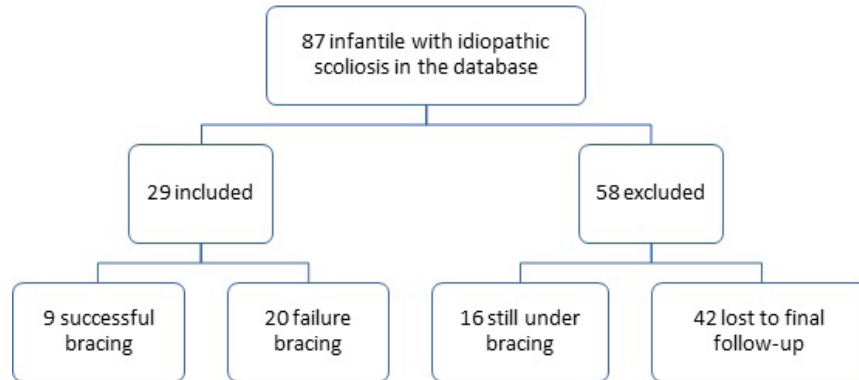 87 infantile with idiopathic
scoliosis in the database
29 included
58 excluded
9 successful
bracing
20 failure
bracing
16 still under
bracing
42 lost to final
follow-up